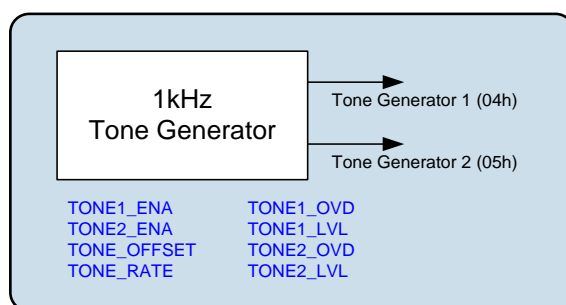 1kHz
Tone Generator
Tone Generator 1 (04h)
Tone Generator 2 (05h)
TONE1_ENA TONE1_OVD
TONE2_ENA TONE1_LVL
TONE_OFFSET TONE2_OVD
TONE_RATE TONE2_LVL